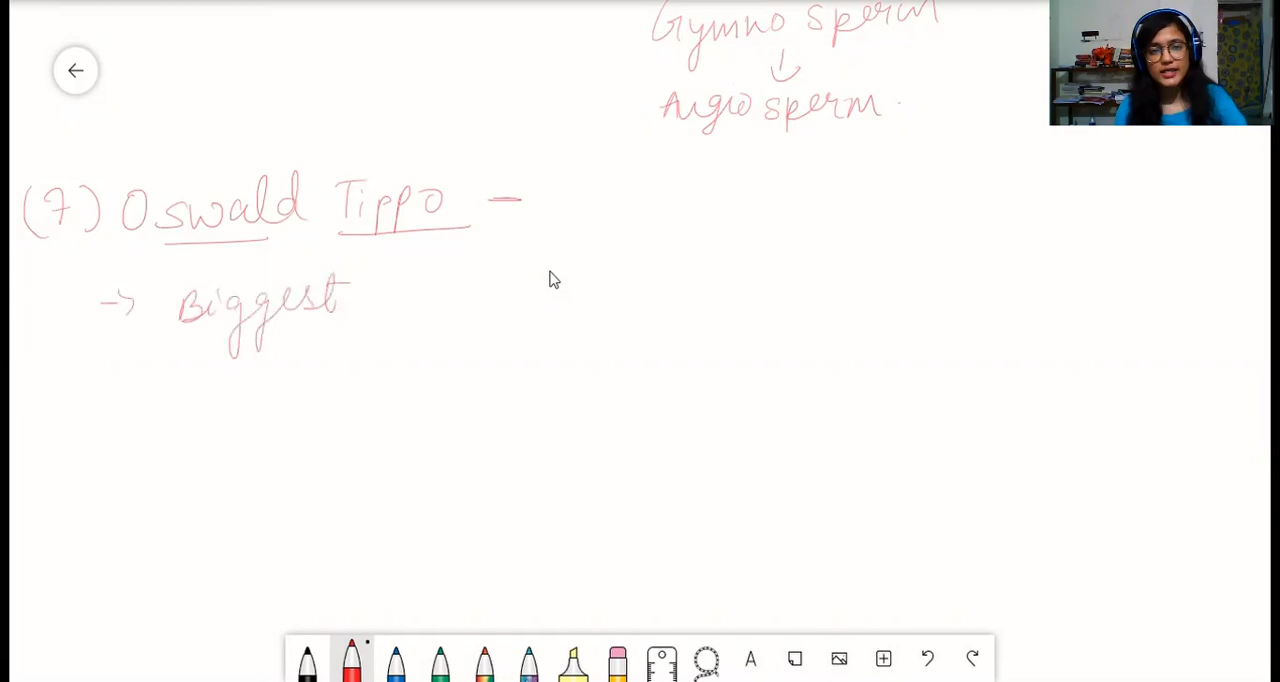 Gymno sperm
↓
Angio sperm
(7) Oswald Tippo -
→ Biggest
A